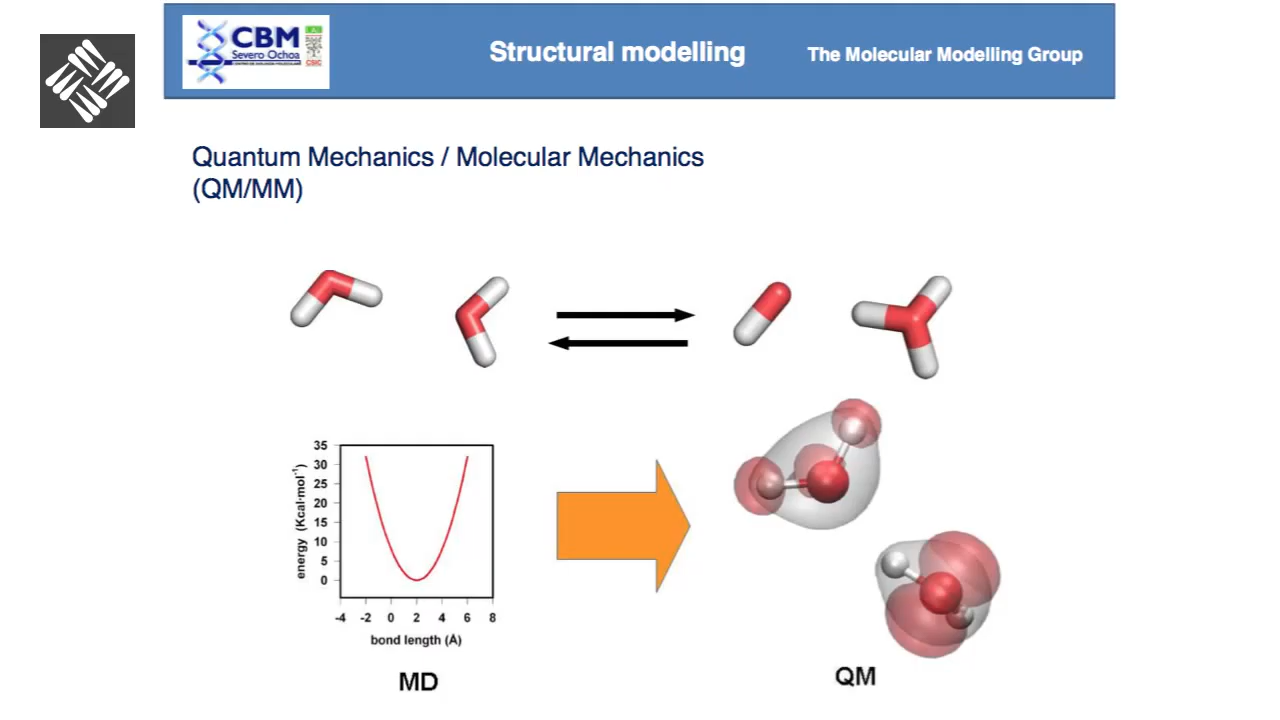 CBM
Severo Ochoa
CSIC
Structural modelling
The Molecular Modelling Group
Quantum Mechanics / Molecular Mechanics
(QM/MM)
35
30
25
20
15
10
5
0
energy (Kcal·mol⁻¹)
-4 -2 0 2 4 6 8
bond length (Å)
MD
QM